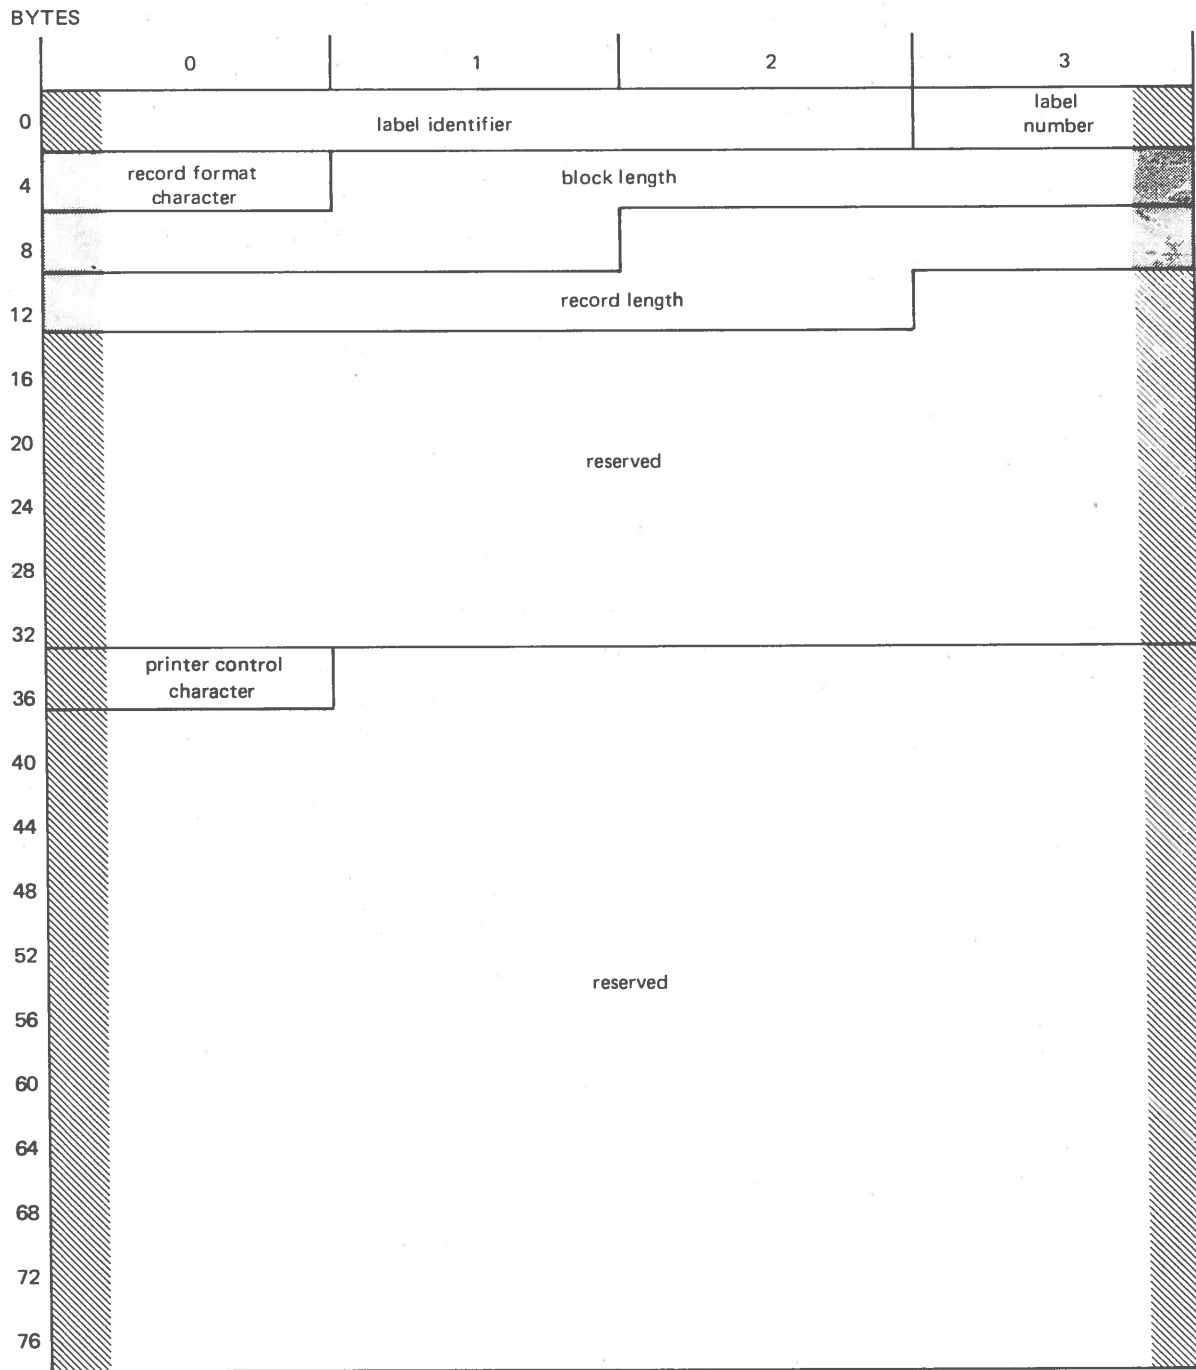 BYTES
0 1 2 3
0 label identifier label number
4 record format character block length
8
12 record length
16
20 reserved
24
28
32
36 printer control character
40
44
48
52 reserved
56
60
64
68
72
76